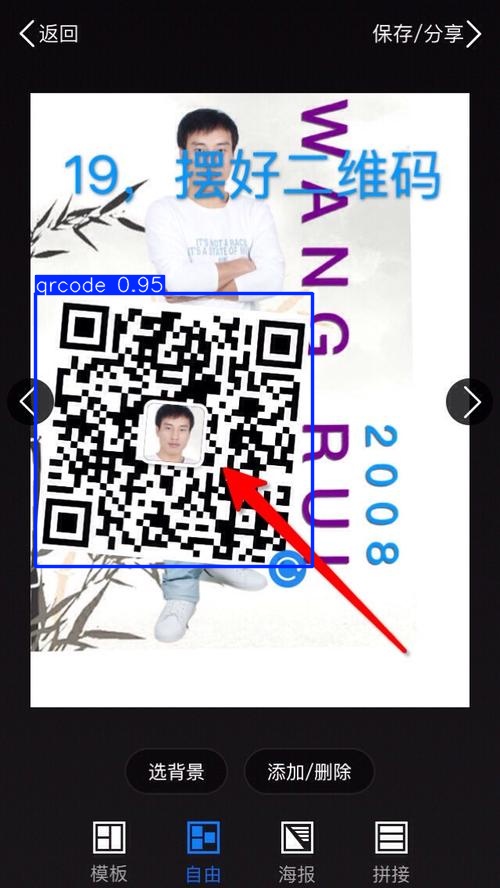 返回
保存/分享
19，摆好二维码
IT'S NOT A RACE
IT'S A STATE OF
WANG RUI
qrcode 0.95
2008
选背景
添加/删除
模板
自由
海报
拼接